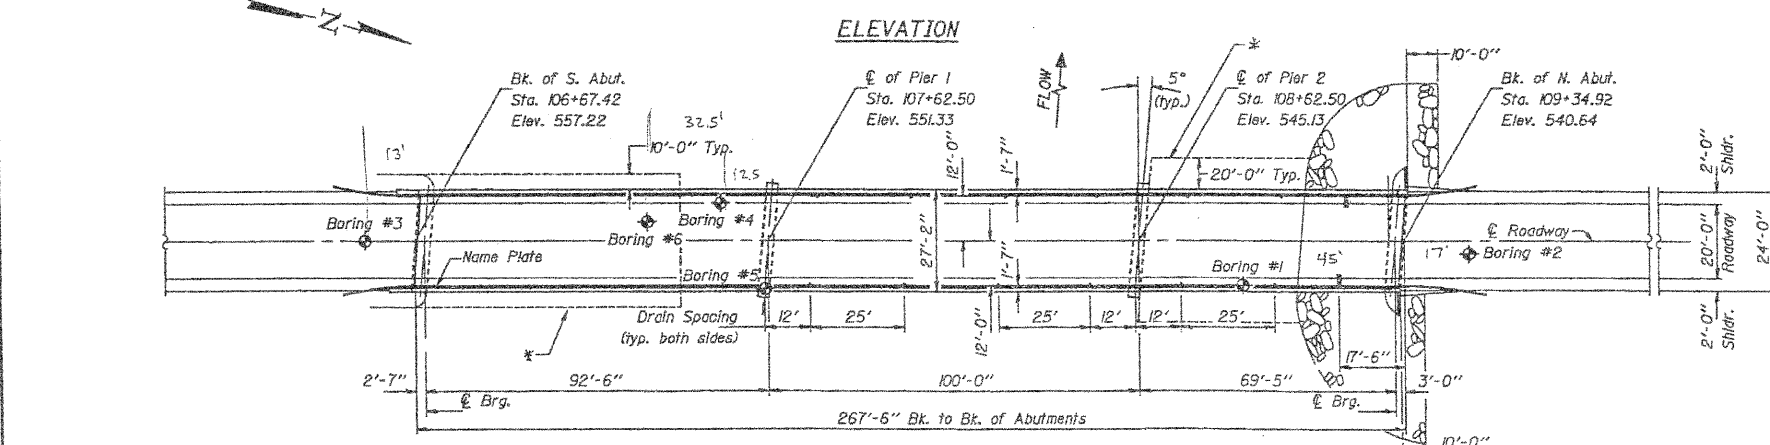 N
ELEVATION
Bk. of S. Abut.
Sta. 106+67.42
Elev. 557.22
℄ of Pier 1
Sta. 107+62.50
Elev. 551.33
FLOW
5°
(typ.)
*
℄ of Pier 2
Sta. 108+62.50
Elev. 545.13
10'-0"
Bk. of N. Abut.
Sta. 109+34.92
Elev. 540.64
13'
32.5'
10'-0" Typ.
12.5
12'-0"
1'-7"
20'-0" Typ.
2'-0"
Shldr.
Boring #3
Boring #4
Boring #6
Name Plate
Boring #5
27'-2"
1'-7"
Boring #1
45'
17'
℄ Roadway
Boring #2
20'-0"
Roadway
24'-0"
Drain Spacing
(typ. both sides)
12'
25'
12'-0"
25'
12'
12'
25'
2'-0"
Shldr.
*
17'-6"
2'-7"
92'-6"
100'-0"
69'-5"
3'-0"
℄ Brg.
℄ Brg.
267'-6" Bk. to Bk. of Abutments
10'-0"